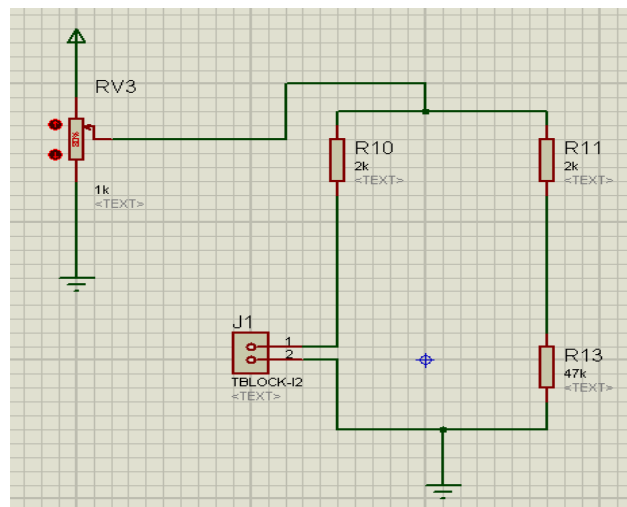 RV3
1k
<TEXT>
R10
2k
<TEXT>
R11
2k
<TEXT>
J1
1
2
TBLOCK-I2
<TEXT>
R13
47k
<TEXT>